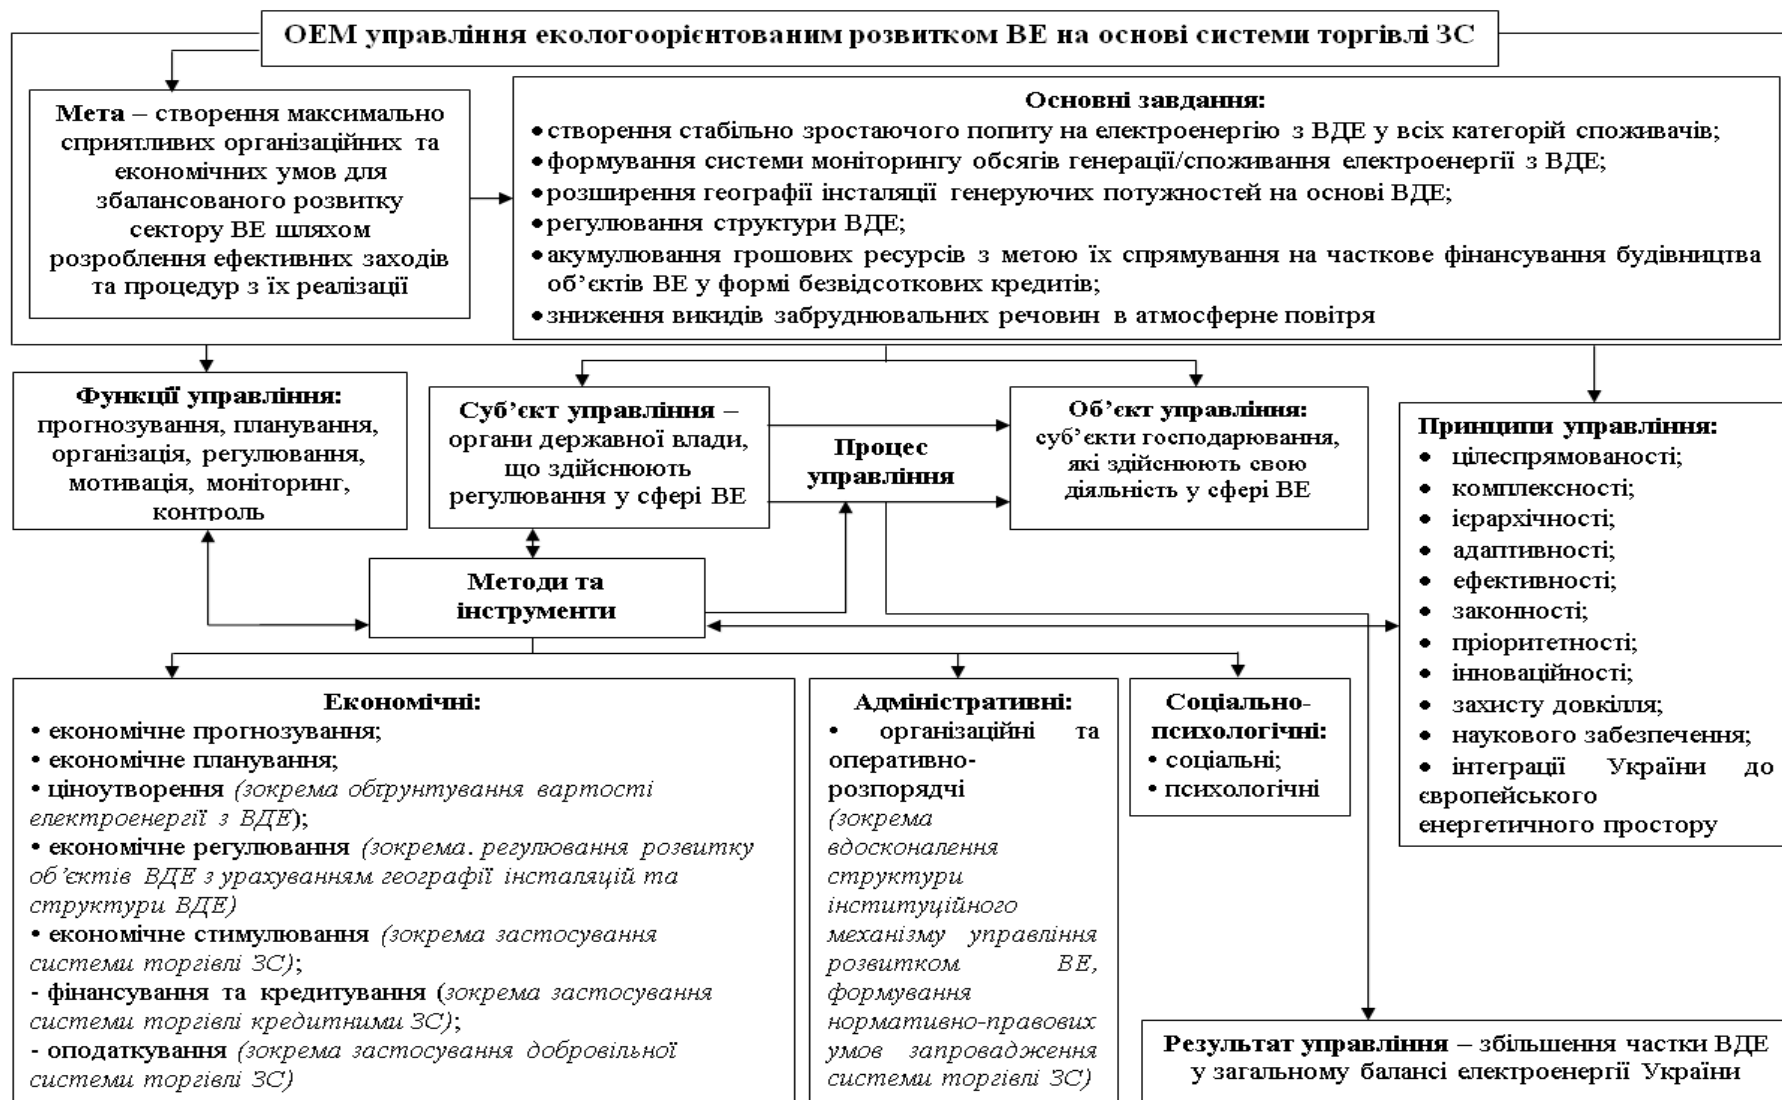 ОЕМ управління екологоорієнтованим розвитком ВЕ на основі системи торгівлі ЗС
Мета – створення максимально
сприятливих організаційних та
економічних умов для
збалансованого розвитку
сектору ВЕ шляхом
розроблення ефективних заходів
та процедур з їх реалізації
Основні завдання:
• створення стабільно зростаючого попиту на електроенергію з ВДЕ у всіх категорій споживачів;
• формування системи моніторингу обсягів генерації/споживання електроенергії з ВДЕ;
• розширення географії інсталяції генеруючих потужностей на основі ВДЕ;
• регулювання структури ВДЕ;
• акумулювання грошових ресурсів з метою їх спрямування на часткове фінансування будівництва
об’єктів ВЕ у формі безвідсоткових кредитів;
• зниження викидів забруднювальних речовин в атмосферне повітря
Функції управління:
прогнозування, планування,
організація, регулювання,
мотивація, моніторинг,
контроль
Суб’єкт управління –
органи державної влади,
що здійснюють
регулювання у сфері ВЕ
Процес
управління
Об’єкт управління:
суб’єкти господарювання,
які здійснюють свою
діяльність у сфері ВЕ
Принципи управління:
• цілеспрямованості;
• комплексності;
• ієрархічності;
• адаптивності;
• ефективності;
• законності;
• пріоритетності;
• інноваційності;
• захисту довкілля;
• наукового забезпечення;
• інтеграції України до
європейського
енергетичного простору
Методи та
інструменти
Економічні:
• економічне прогнозування;
• економічне планування;
• ціноутворення (зокрема обґрунтування вартості
електроенергії з ВДЕ);
• економічне регулювання (зокрема. регулювання розвитку
об’єктів ВДЕ з урахуванням географії інсталяцій та
структури ВДЕ)
• економічне стимулювання (зокрема застосування
системи торгівлі ЗС);
- фінансування та кредитування (зокрема застосування
системи торгівлі кредитними ЗС);
- оподаткування (зокрема застосування добровільної
системи торгівлі ЗС)
Адміністративні:
• організаційні та
оперативно-
розпорядчі
(зокрема
вдосконалення
структури
інституційного
механізму управління
розвитком ВЕ,
формування
нормативно-правових
умов запровадження
системи торгівлі ЗС)
Соціально-
психологічні:
• соціальні;
• психологічні
Результат управління – збільшення частки ВДЕ
у загальному балансі електроенергії України